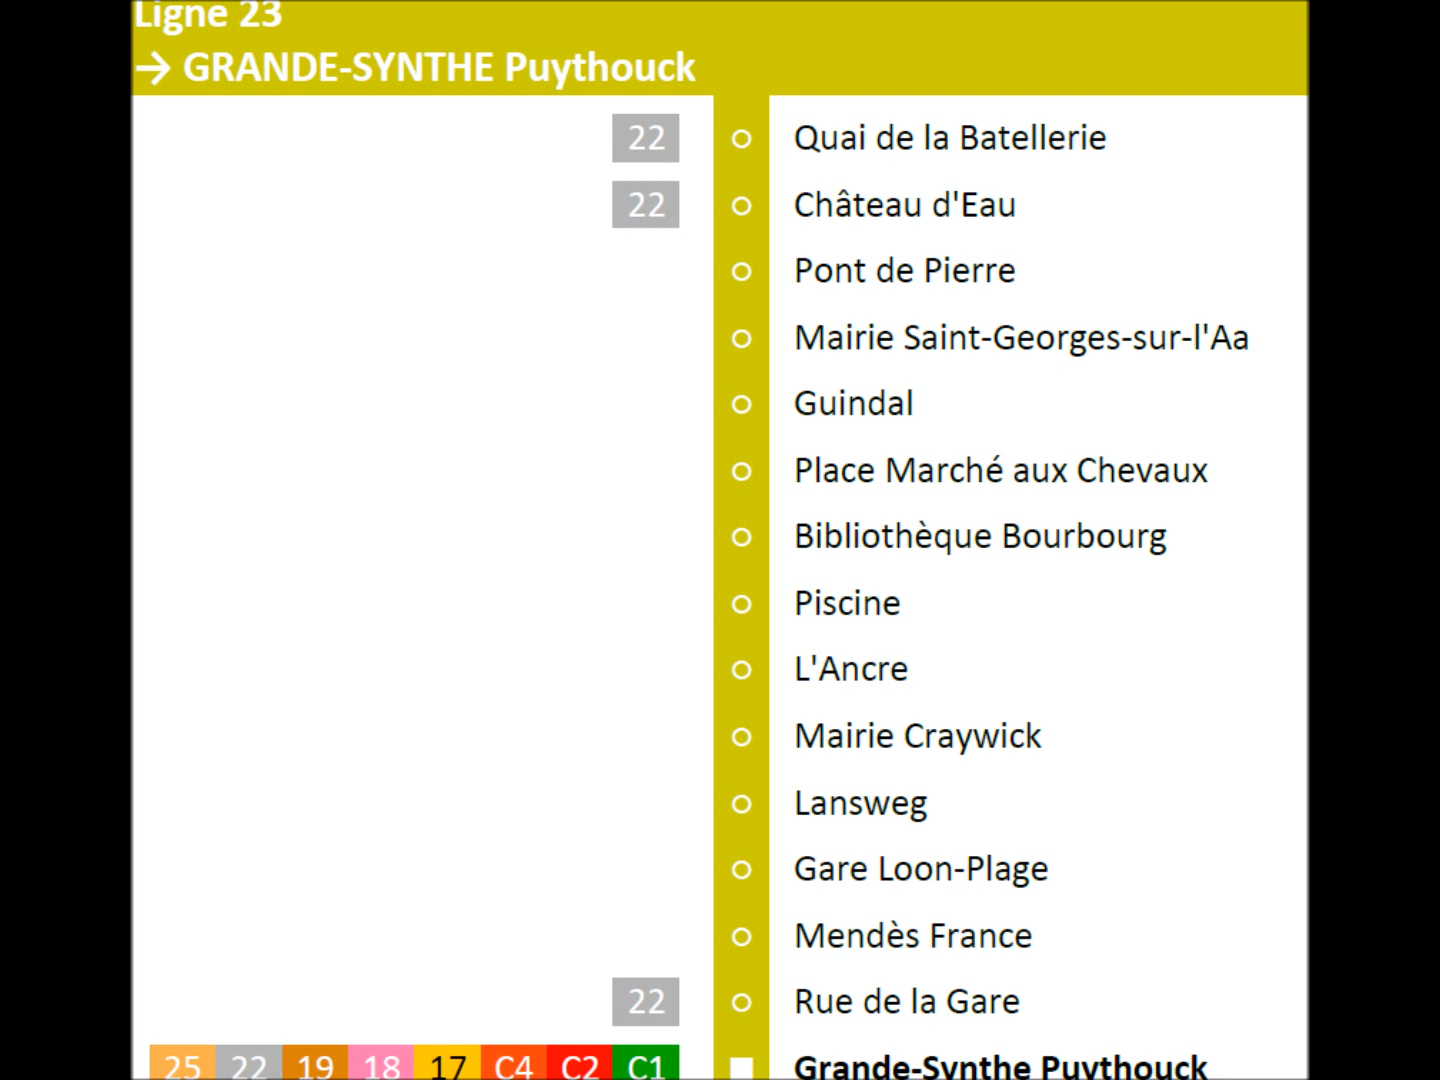 Ligne 23
→ GRANDE-SYNTHE Puythouck
22 Quai de la Batellerie
22 Château d'Eau
Pont de Pierre
Mairie Saint-Georges-sur-l'Aa
Guindal
Place Marché aux Chevaux
Bibliothèque Bourbourg
Piscine
L'Ancre
Mairie Craywick
Lansweg
Gare Loon-Plage
Mendès France
22 Rue de la Gare
25 22 19 18 17 C4 C2 C1 Grande-Synthe Puythouck